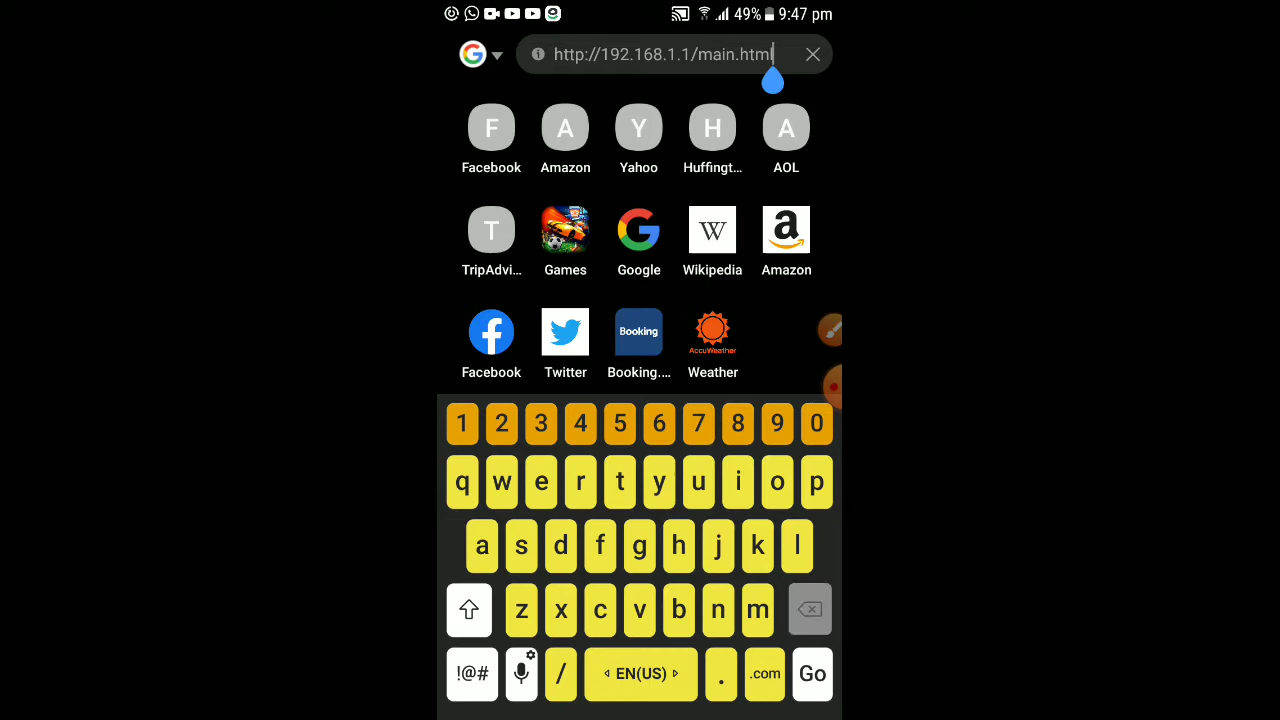 49% 9:47 pm
G http://192.168.1.1/main.html
F A Y H A
Facebook Amazon Yahoo Huffingt... AOL
T W a
TripAdvi... Games Google Wikipedia Amazon
f Booking AccuWeather
Facebook Twitter Booking.... Weather
1 2 3 4 5 6 7 8 9 0
q w e r t y u i o p
a s d f g h j k l
z x c v b n m
!@# / EN(US) . .com Go